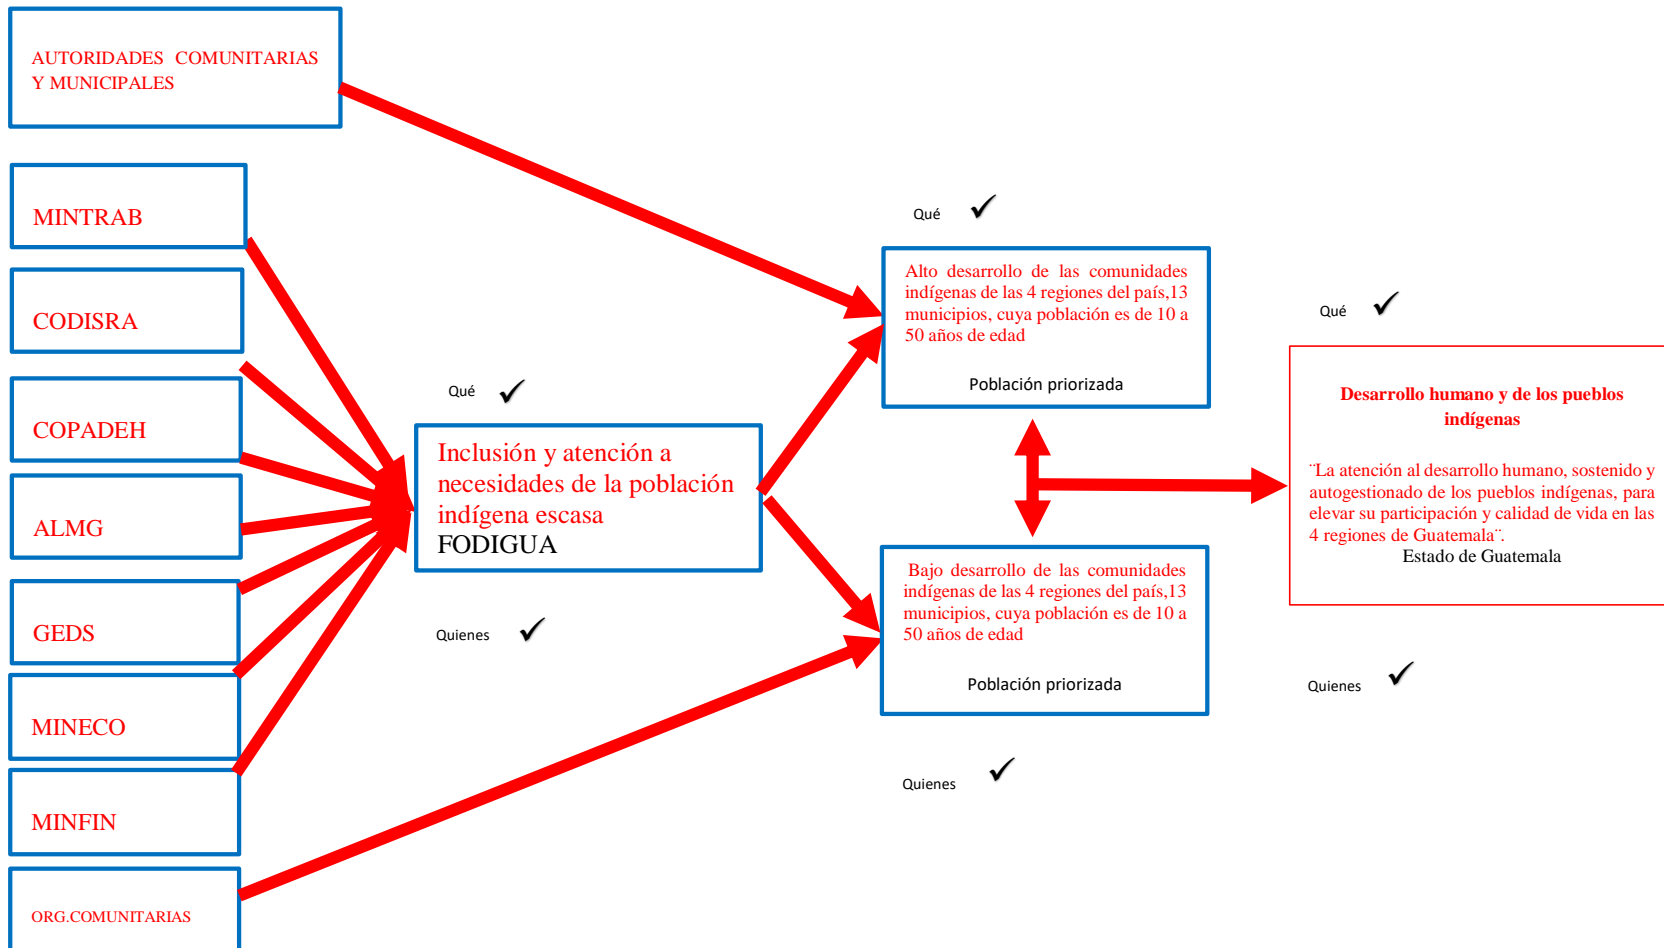 AUTORIDADES COMUNITARIAS
Y MUNICIPALES
MINTRAB
CODISRA
COPADEH
ALMG
GEDS
MINECO
MINFIN
ORG.COMUNITARIAS
Qué
Inclusión y atención a
necesidades de la población
indígena escasa
FODIGUA
Quienes
Qué
Alto desarrollo de las comunidades
indígenas de las 4 regiones del país,13
municipios, cuya población es de 10 a
50 años de edad
Población priorizada
Bajo desarrollo de las comunidades
indígenas de las 4 regiones del país,13
municipios, cuya población es de 10 a
50 años de edad
Población priorizada
Quienes
Qué
Desarrollo humano y de los pueblos
indígenas
¨La atención al desarrollo humano, sostenido y
autogestionado de los pueblos indígenas, para
elevar su participación y calidad de vida en las
4 regiones de Guatemala¨.
Estado de Guatemala
Quienes